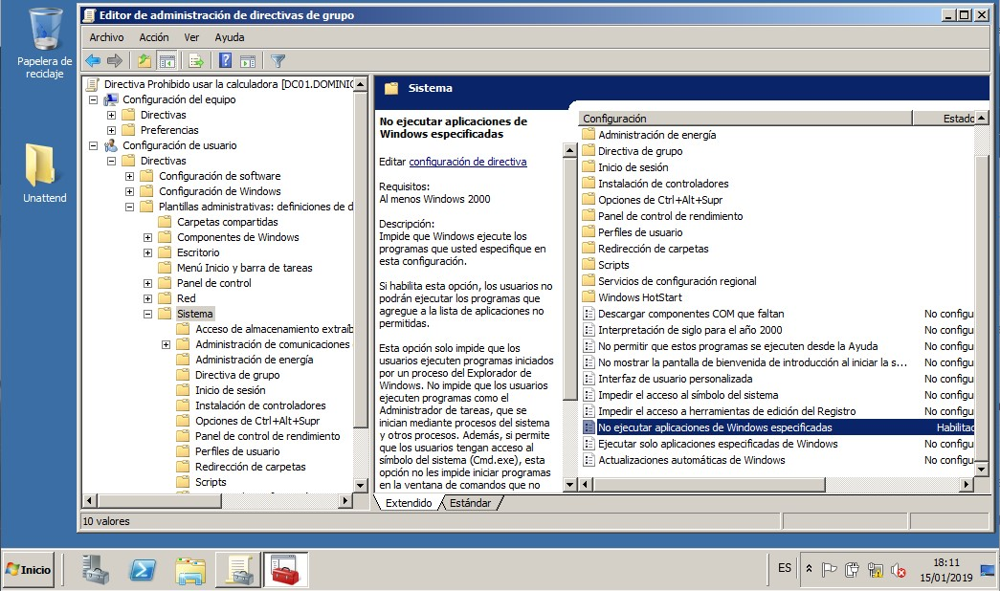 Papelera de
reciclaje
Unattend
Editor de administración de directivas de grupo
Archivo Acción Ver Ayuda
Directiva Prohibido usar la calculadora [DC01.DOMINIC
Configuración del equipo
Directivas
Preferencias
Configuración de usuario
Directivas
Configuración de software
Configuración de Windows
Plantillas administrativas: definiciones de d
Carpetas compartidas
Componentes de Windows
Escritorio
Menú Inicio y barra de tareas
Panel de control
Red
Sistema
Acceso de almacenamiento extraíb
Administración de comunicaciones
Administración de energía
Directiva de grupo
Inicio de sesión
Instalación de controladores
Opciones de Ctrl+Alt+Supr
Panel de control de rendimiento
Perfiles de usuario
Redirección de carpetas
Scripts
Sistema
No ejecutar aplicaciones de
Windows especificadas
Editar configuración de directiva
Requisitos:
Al menos Windows 2000
Descripción:
Impide que Windows ejecute los
programas que usted especifique en
esta configuración.
Si habilita esta opción, los usuarios no
podrán ejecutar los programas que
agregue a la lista de aplicaciones no
permitidas.
Esta opción solo impide que los
usuarios ejecuten programas iniciados
por un proceso del Explorador de
Windows. No impide que los usuarios
ejecuten programas como el
Administrador de tareas, que se
inician mediante procesos del sistema
y otros procesos. Además, si permite
que los usuarios tengan acceso al
símbolo del sistema (Cmd.exe), esta
opción no les impide iniciar programas
en la ventana de comandos que no
Configuración Estado
Administración de energía
Directiva de grupo
Inicio de sesión
Instalación de controladores
Opciones de Ctrl+Alt+Supr
Panel de control de rendimiento
Perfiles de usuario
Redirección de carpetas
Scripts
Servicios de configuración regional
Windows HotStart
Descargar componentes COM que faltan No configu
Interpretación de siglo para el año 2000 No configu
No permitir que estos programas se ejecuten desde la Ayuda No configu
No mostrar la pantalla de bienvenida de introducción al iniciar la s... No configu
Interfaz de usuario personalizada No configu
Impedir el acceso al símbolo del sistema No configu
Impedir el acceso a herramientas de edición del Registro No configu
No ejecutar aplicaciones de Windows especificadas Habilitad
Ejecutar solo aplicaciones especificadas de Windows No configu
Actualizaciones automáticas de Windows No configu
Extendido Estándar
10 valores
Inicio
ES
18:11
15/01/2019